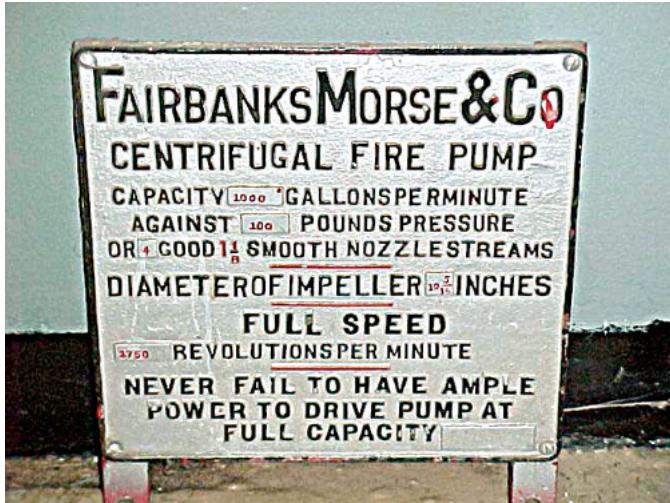 FAIRBANKS MORSE & Co
CENTRIFUGAL FIRE PUMP
CAPACITY 1000 GALLONS PER MINUTE
AGAINST 100 POUNDS PRESSURE
OR 4 GOOD 1 1/8 SMOOTH NOZZLE STREAMS
DIAMETER OF IMPELLER INCHES
FULL SPEED
1750 REVOLUTIONS PER MINUTE
NEVER FAIL TO HAVE AMPLE
POWER TO DRIVE PUMP AT
FULL CAPACITY